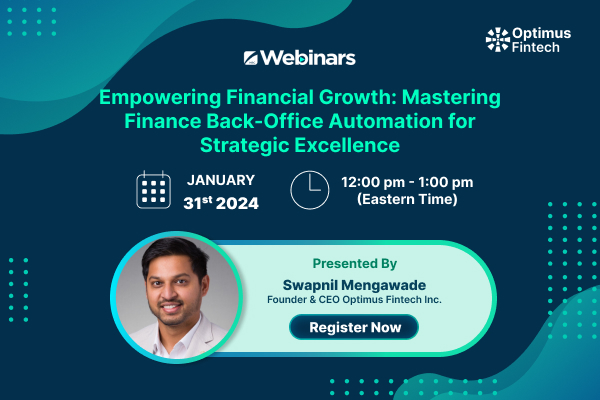 Optimus
Fintech
Webinars
Empowering Financial Growth: Mastering
Finance Back-Office Automation for
Strategic Excellence
JANUARY
31st 2024
12:00 pm - 1:00 pm
(Eastern Time)
Presented By
Swapnil Mengawade
Founder & CEO Optimus Fintech Inc.
Register Now